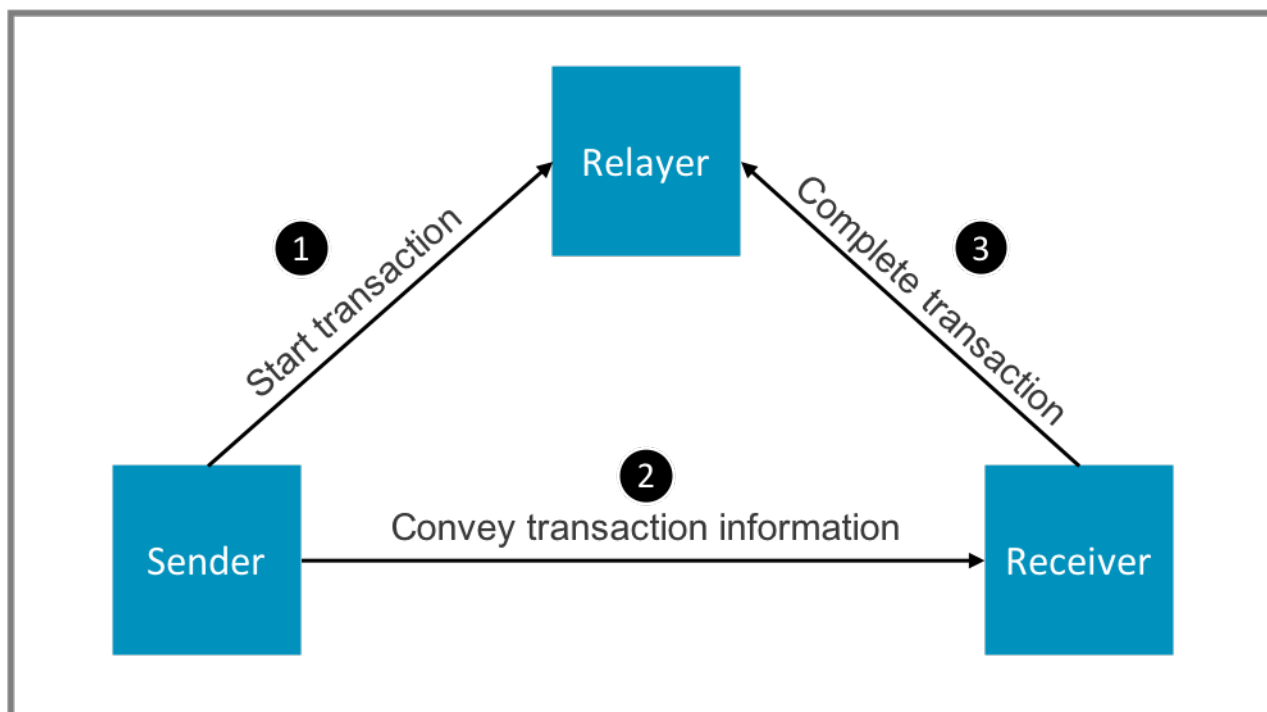 Relayer
1
Start transaction
Complete transaction
3
2
Convey transaction information
Sender
Receiver